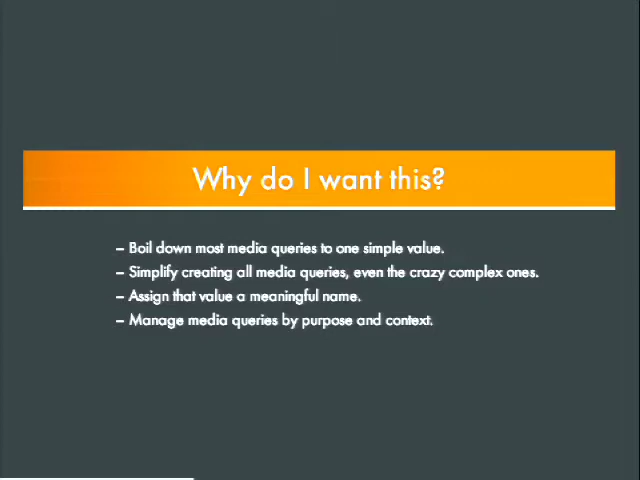 Why do I want this?
– Boil down most media queries to one simple value.
– Simplify creating all media queries, even the crazy complex ones.
– Assign that value a meaningful name.
– Manage media queries by purpose and context.